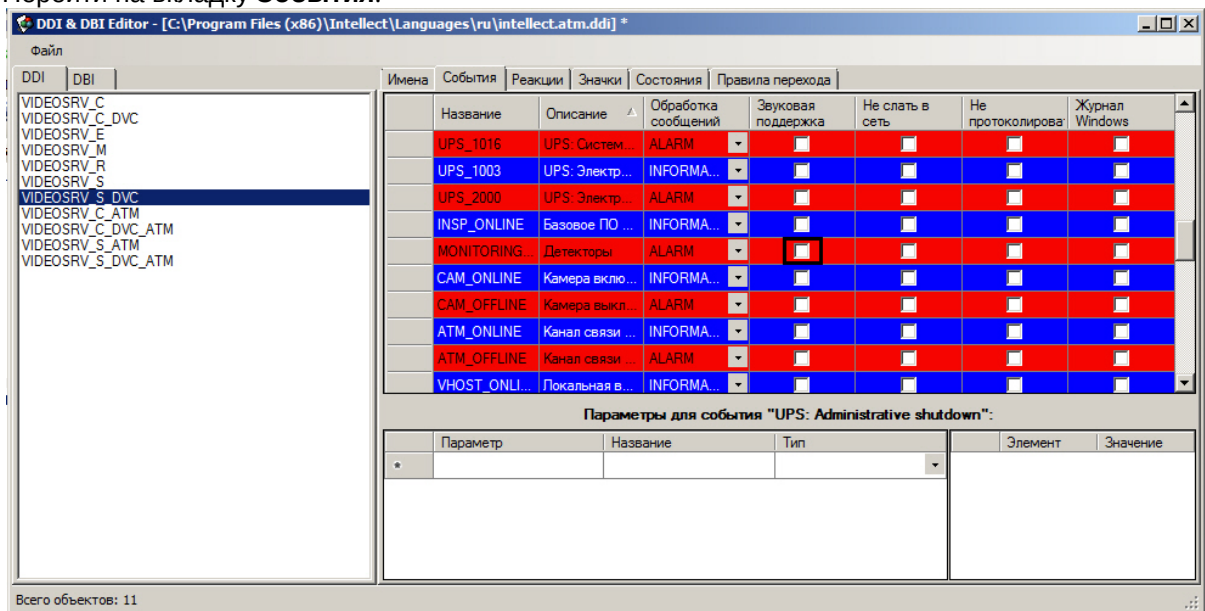 Перейти на вкладку События.
DDI & DBI Editor - [C:\Program Files (x86)\Intellect\Languages\ru\intellect.atm.ddi] *
Файл
DDI DBI
Имена События Реакции Значки Состояния Правила перехода
VIDEOSRV_C
VIDEOSRV_C_DVC
VIDEOSRV_E
VIDEOSRV_M
VIDEOSRV_R
VIDEOSRV_S
VIDEOSRV_S_DVC
VIDEOSRV_C_ATM
VIDEOSRV_C_DVC_ATM
VIDEOSRV_S_ATM
VIDEOSRV_S_DVC_ATM
Название Описание Обработка сообщений Звуковая поддержка Не слать в сеть Не протоколирова Журнал Windows
UPS_1016 UPS: Систем... ALARM
UPS_1003 UPS: Электр... INFORMA...
UPS_2000 UPS: Электр... ALARM
INSP_ONLINE Базовое ПО ... INFORMA...
MONITORING... Детекторы ALARM
CAM_ONLINE Камера вклю... INFORMA...
CAM_OFFLINE Камера выкл... ALARM
ATM_ONLINE Канал связи ... INFORMA...
ATM_OFFLINE Канал связи ... ALARM
VHOST_ONLI... Локальная в... INFORMA...
Параметры для события "UPS: Administrative shutdown":
Параметр Название Тип Элемент Значение
*
Всего объектов: 11